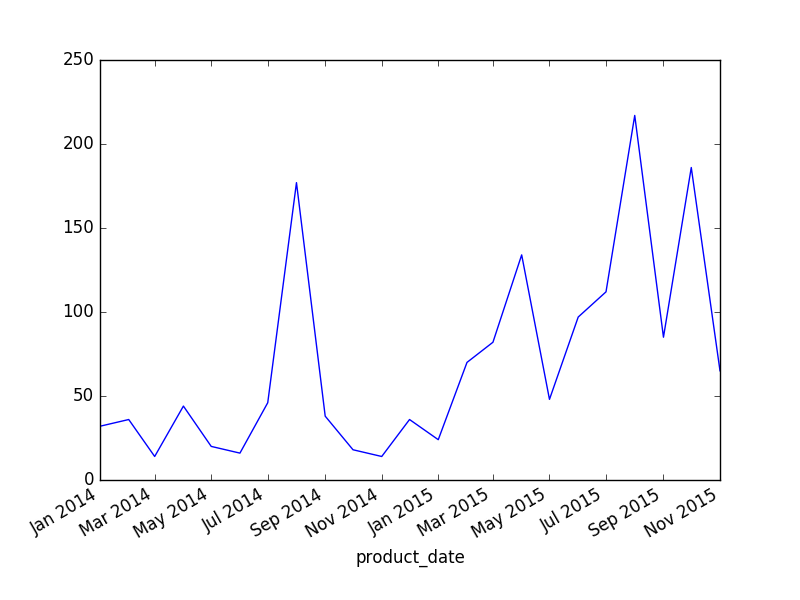 250
200
150
100
50
0
Jan 2014
Mar 2014
May 2014
Jul 2014
Sep 2014
Nov 2014
Jan 2015
Mar 2015
May 2015
Jul 2015
Sep 2015
Nov 2015
product_date